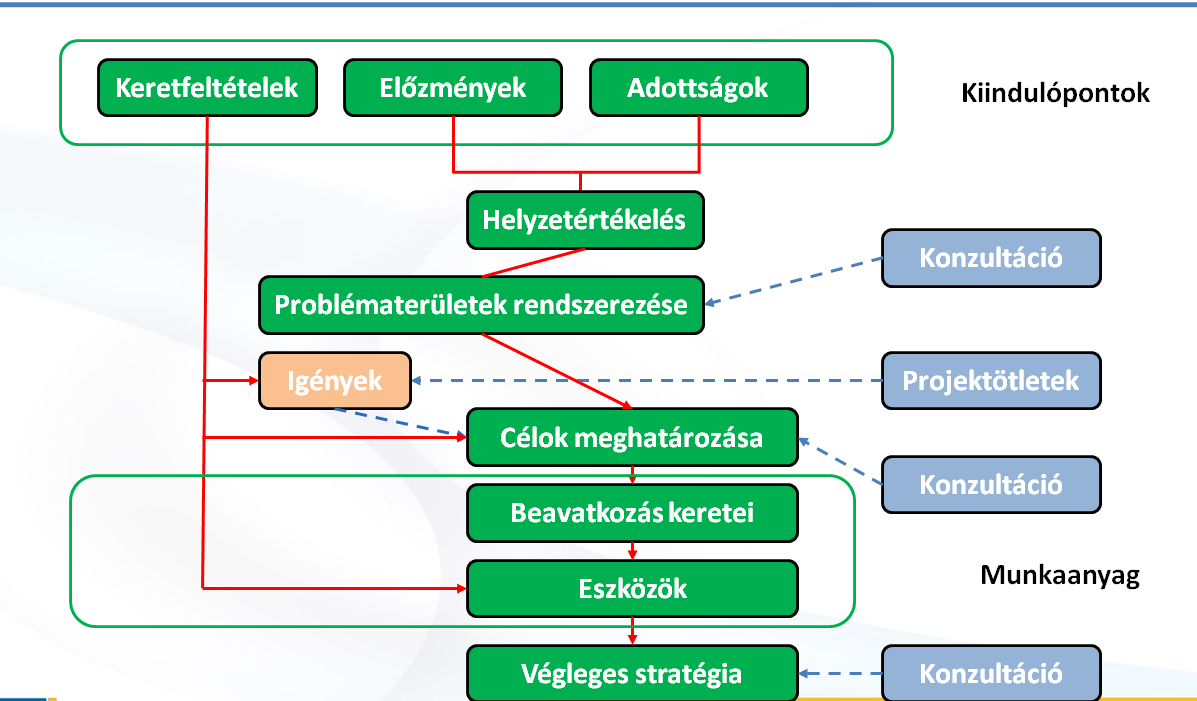 Keretfeltételek
Előzmények
Adottságok
Kiindulópontok
Helyzetértékelés
Konzultáció
Problématerületek rendszerezése
Igények
Projektötletek
Célok meghatározása
Konzultáció
Beavatkozás keretei
Munkaanyag
Eszközök
Végleges stratégia
Konzultáció